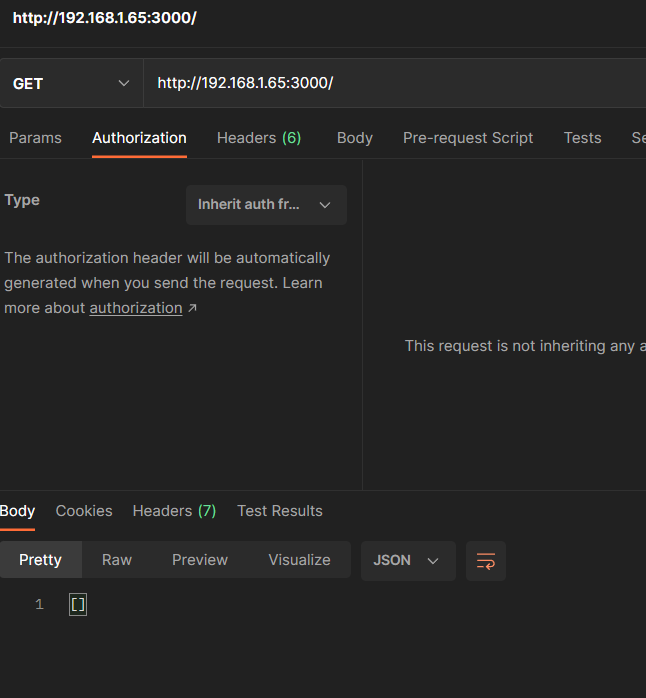 http://192.168.1.65:3000/
GET http://192.168.1.65:3000/
Params Authorization Headers (6) Body Pre-request Script Tests Se
Type Inherit auth fr...
The authorization header will be automatically
generated when you send the request. Learn
more about authorization ↗
This request is not inheriting any a
Body Cookies Headers (7) Test Results
Pretty Raw Preview Visualize JSON
1 []